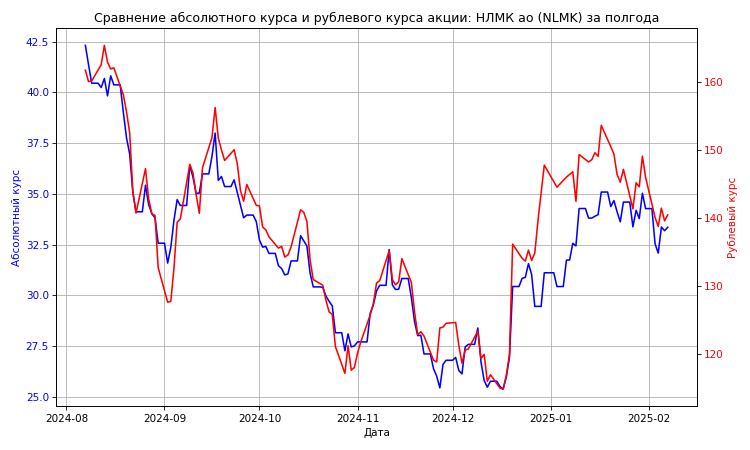 Сравнение абсолютного курса и рублевого курса акции: НЛМК ао (NLMK) за полгода
42.5
40.0
37.5
35.0
32.5
30.0
27.5
25.0
Абсолютный курс
160
150
140
130
120
Рублевый курс
2024-08 2024-09 2024-10 2024-11 2024-12 2025-01 2025-02
Дата